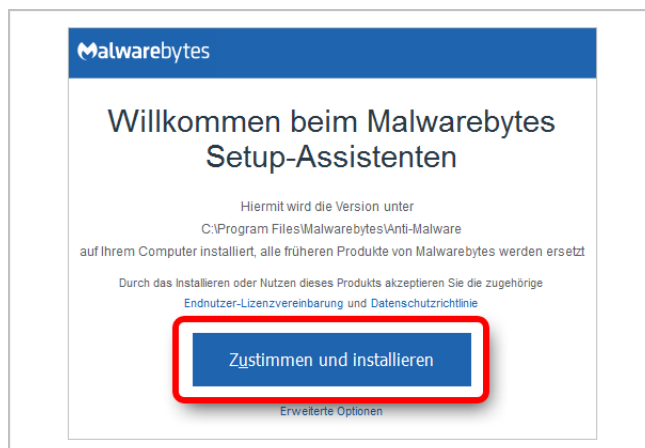 Malwarebytes
Willkommen beim Malwarebytes
Setup-Assistenten
Hiermit wird die Version unter
C:\Program Files\Malwarebytes\Anti-Malware
auf Ihrem Computer installiert, alle früheren Produkte von Malwarebytes werden ersetzt
Durch das Installieren oder Nutzen dieses Produkts akzeptieren Sie die zugehörige
Endnutzer-Lizenzvereinbarung und Datenschutzrichtlinie
Zustimmen und installieren
Erweiterte Optionen